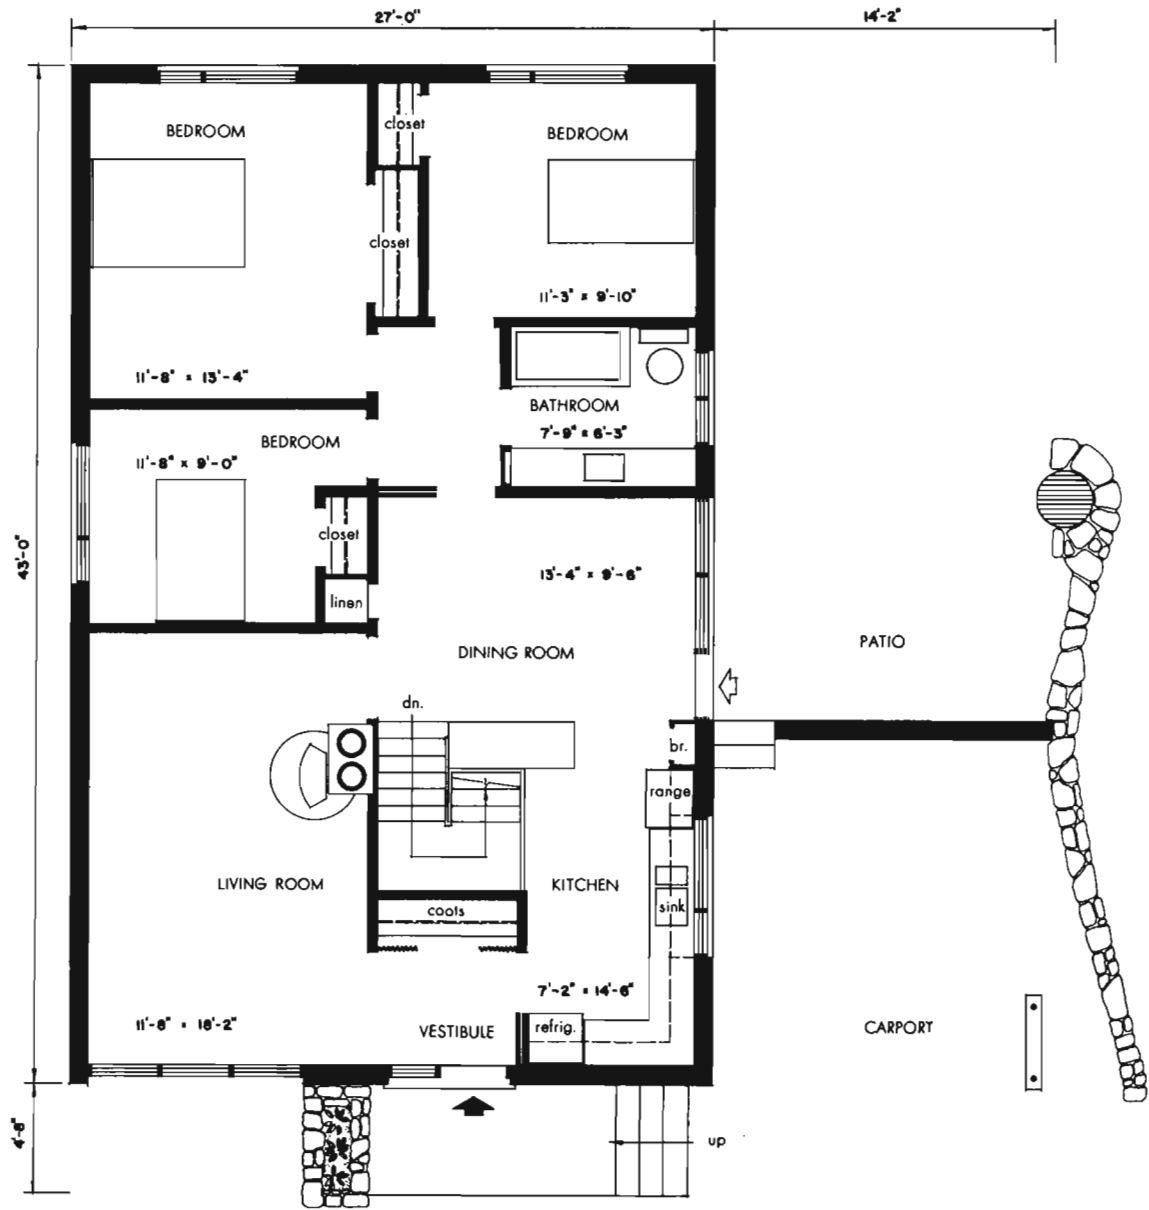 27'-0"
14'-2"
BEDROOM
closet
BEDROOM
closet
11'-3" x 9'-10"
11'-8" x 13'-4"
BATHROOM
7'-9" x 6'-3"
BEDROOM
11'-8" x 9'-0"
closet
43'-0"
13'-4" x 9'-6"
linen
DINING ROOM
PATIO
dn.
br.
range
LIVING ROOM
KITCHEN
coats
sink
7'-2" x 14'-6"
11'-8" x 18'-2"
VESTIBULE
refrig.
CARPORT
4'-8"
up